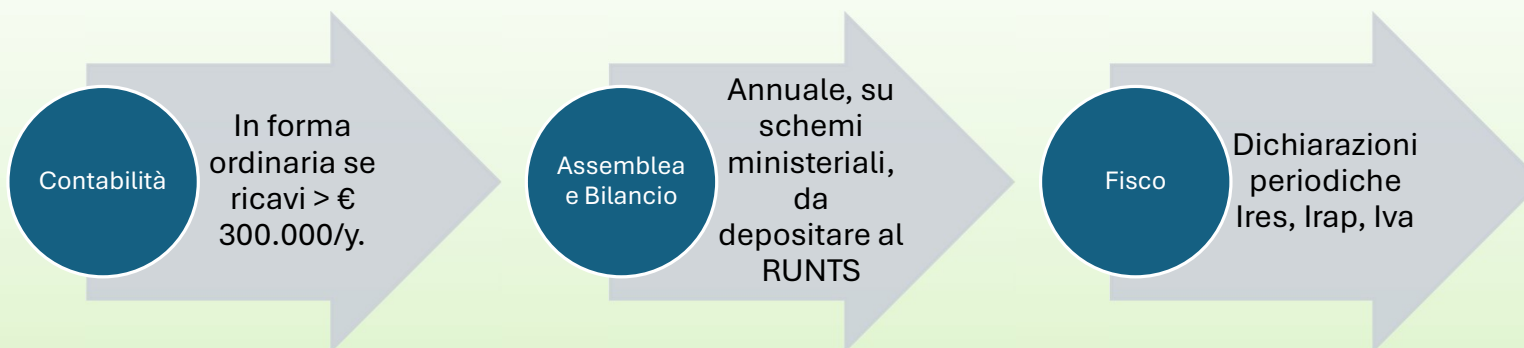 Contabilità
In forma
ordinaria se
ricavi > €
300.000/y.
Assemblea
e Bilancio
Annuale, su
schemi
ministeriali,
da
depositare al
RUNTS
Fisco
Dichiarazioni
periodiche
Ires, Irap, Iva